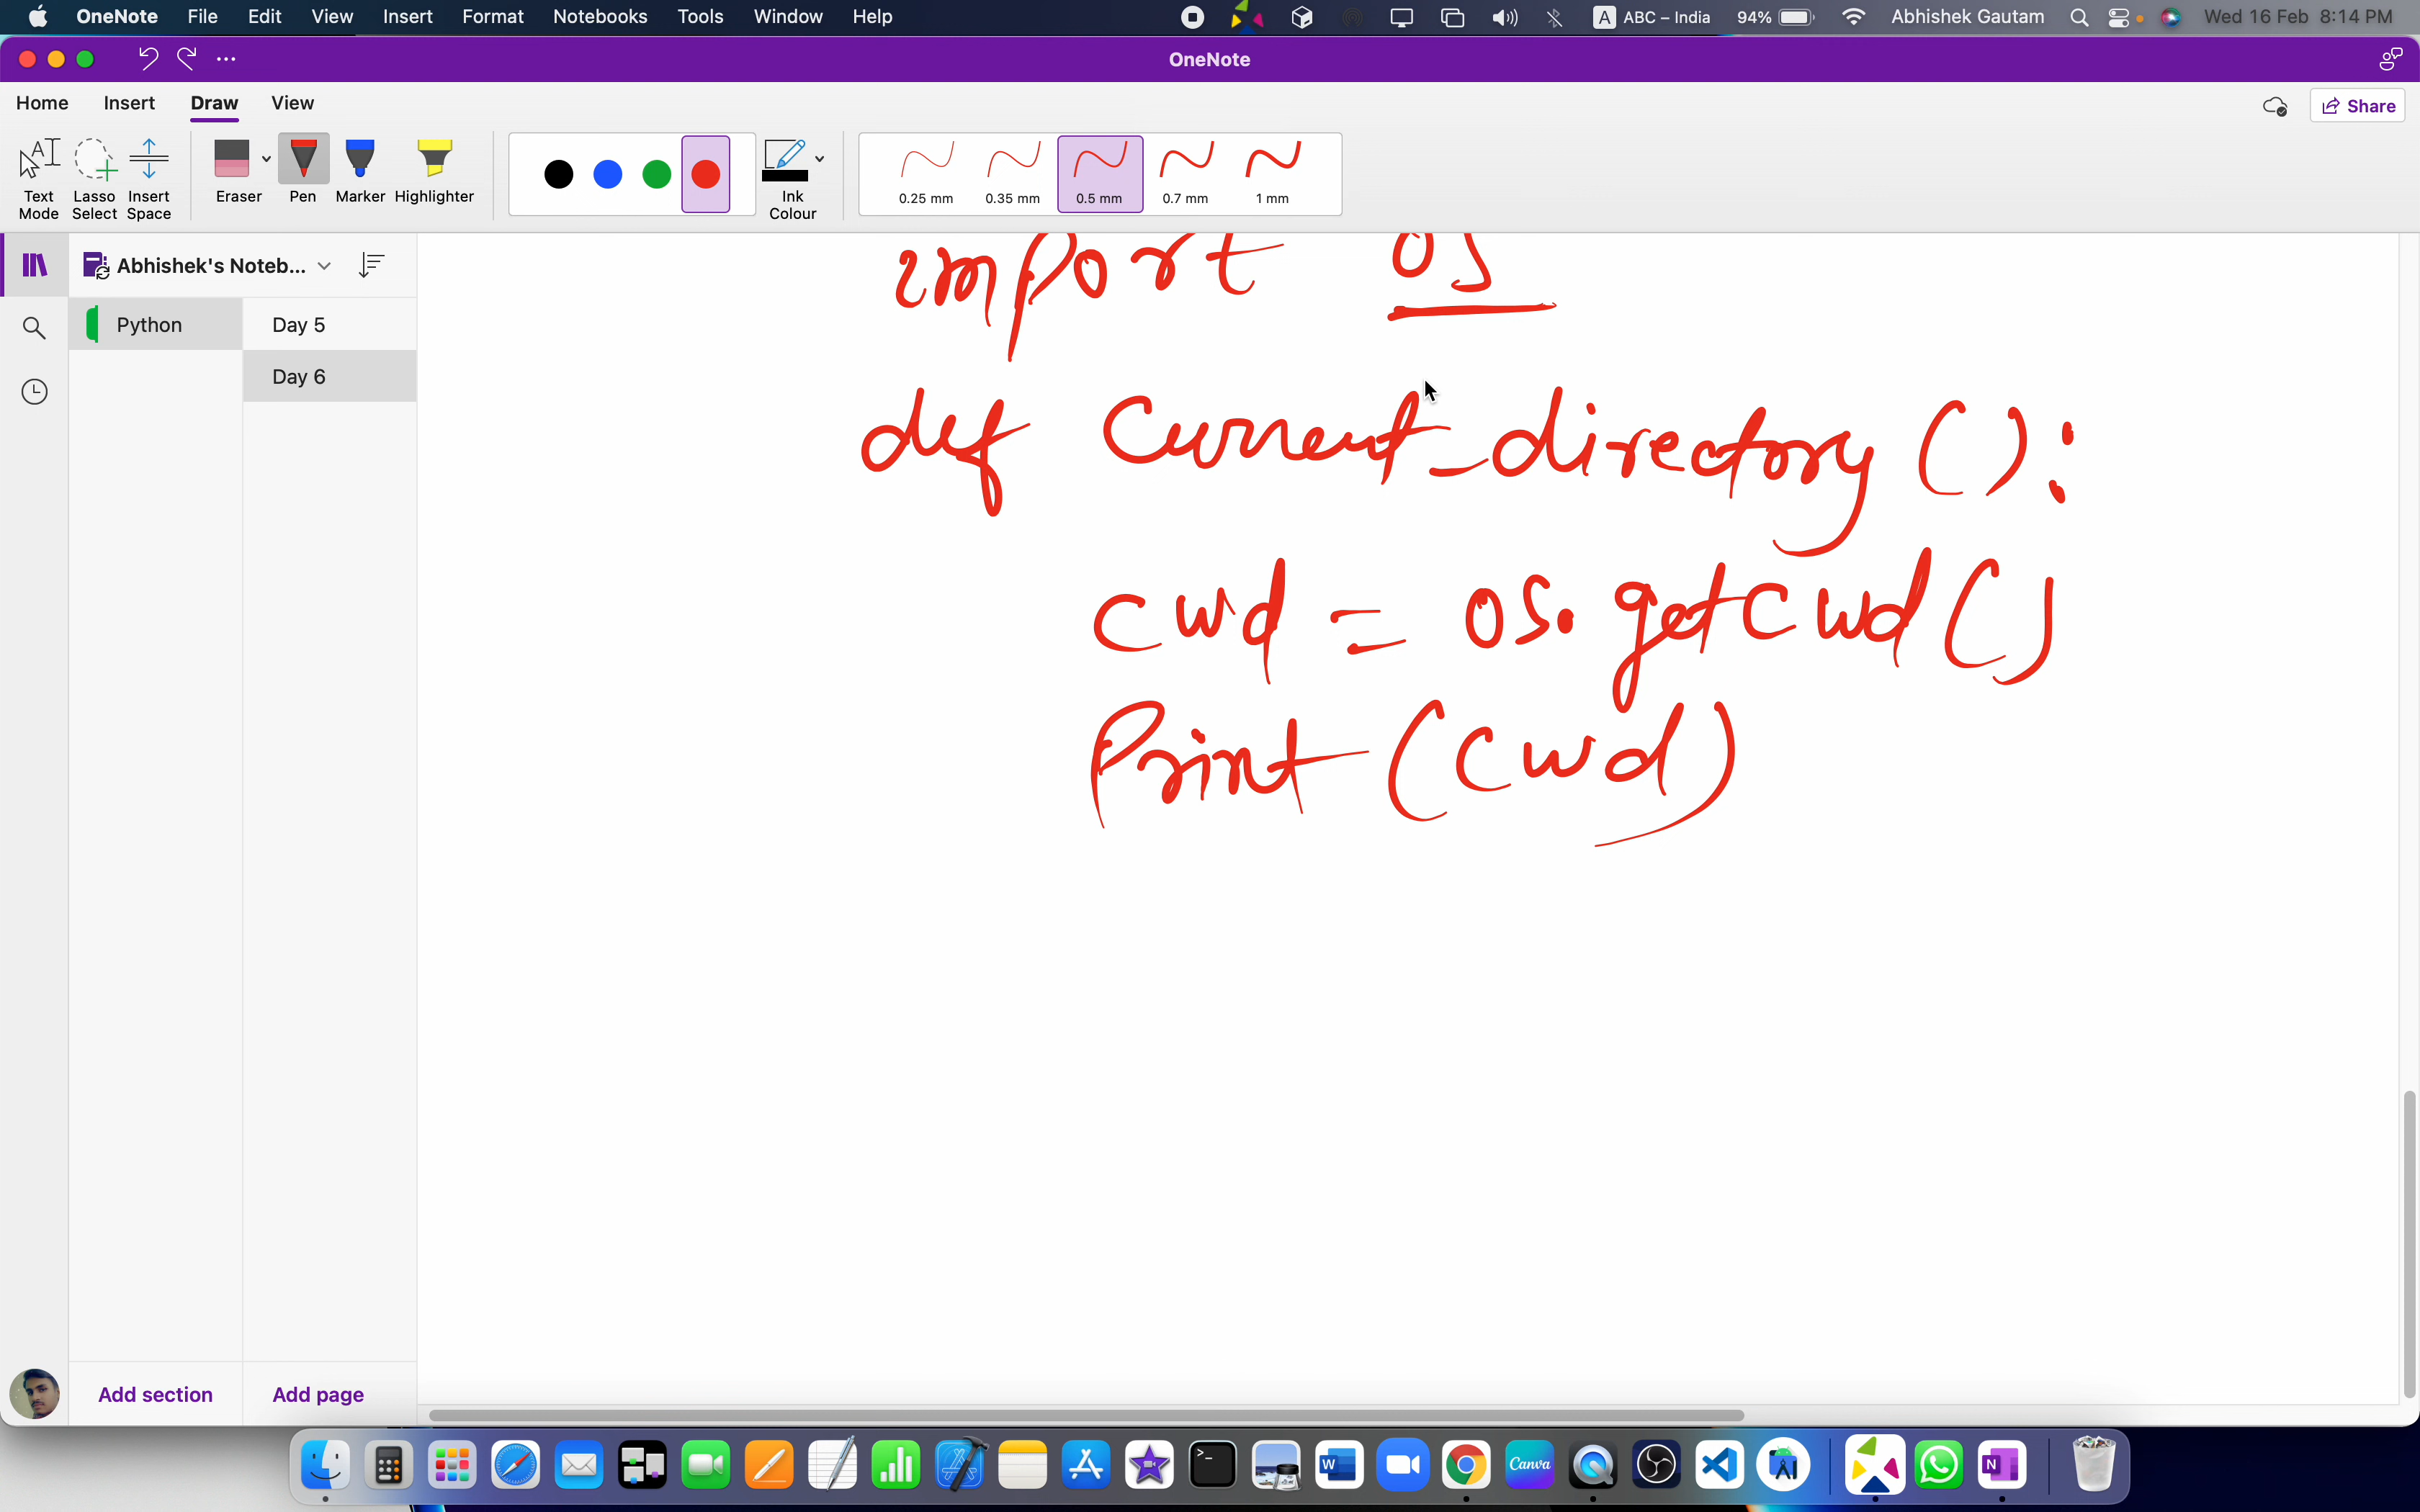 OneNote File Edit View Insert Format Notebooks Tools Window Help A ABC – India 94% Abhishek Gautam Wed 16 Feb 8:14 PM
OneNote
Home Insert Draw View Share
Text Mode Lasso Select Insert Space Eraser Pen Marker Highlighter Ink Colour 0.25 mm 0.35 mm 0.5 mm 0.7 mm 1 mm
Abhishek's Noteb...
Python Day 5
Day 6
import os
def Current_directory():
cwd = os.getcwd()
Print(cwd)
Add section Add page
Canva